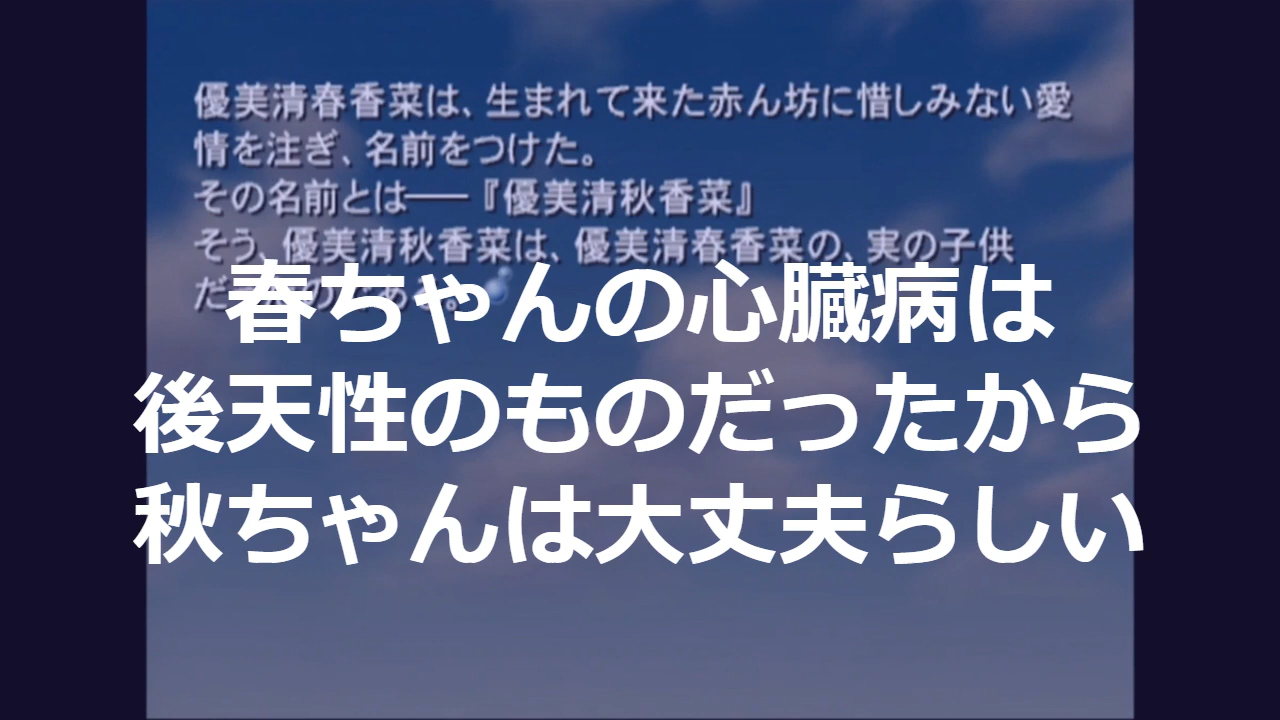 優美清春香菜は、生まれて来た赤ん坊に惜しみない愛
情を注ぎ、名前をつけた。
その名前とは──『優美清秋香菜』
そう、優美清秋香菜は、優美清春香菜の、実の子供
だ
春ちゃんの心臓病は
後天性のものだったから
秋ちゃんは大丈夫らしい